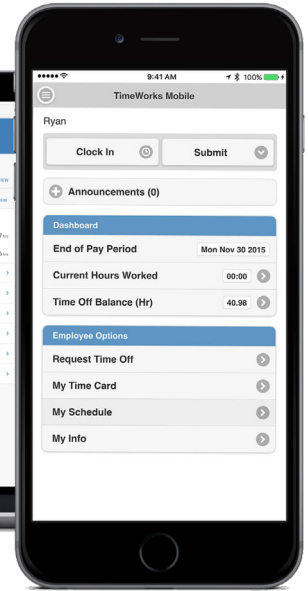 9:41 AM
100%
TimeWorks Mobile
Ryan
Clock In
Submit
Announcements (0)
Dashboard
End of Pay Period Mon Nov 30 2015
Current Hours Worked 00:00
Time Off Balance (Hr) 40.98
Employee Options
Request Time Off
My Time Card
My Schedule
My Info